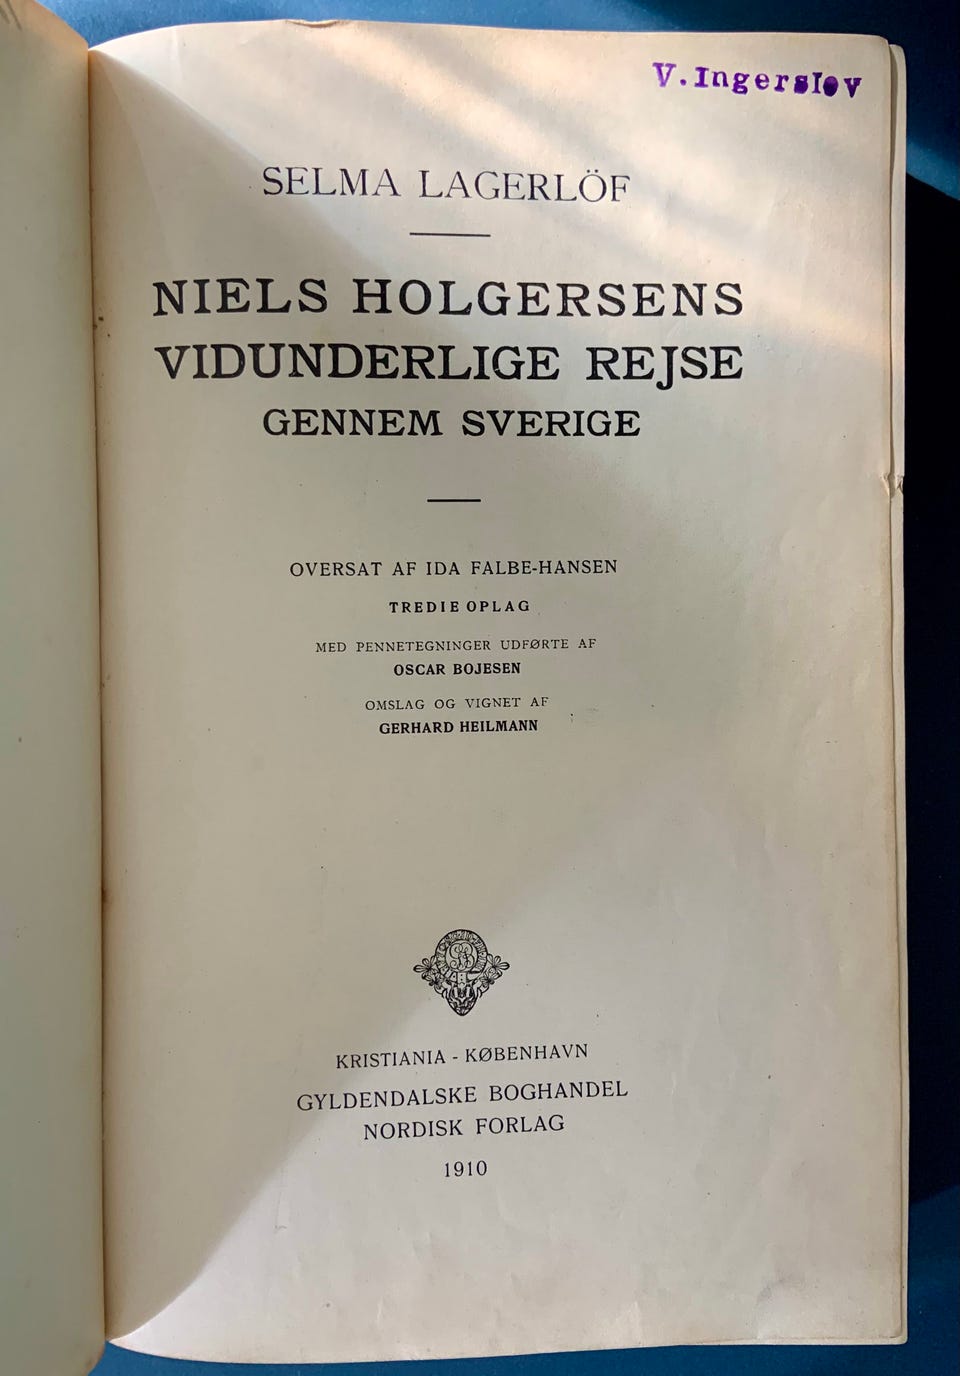 V. Ingerslev
SELMA LAGERLÖF
NIELS HOLGERSENS
VIDUNDERLIGE REJSE
GENNEM SVERIGE
OVERSAT AF IDA FALBE-HANSEN
TREDIE OPLAG
MED PENNETEGNINGER UDFØRTE AF
OSCAR BOJESEN
OMSLAG OG VIGNET AF
GERHARD HEILMANN
KRISTIANIA - KØBENHAVN
GYLDENDALSKE BOGHANDEL
NORDISK FORLAG
1910